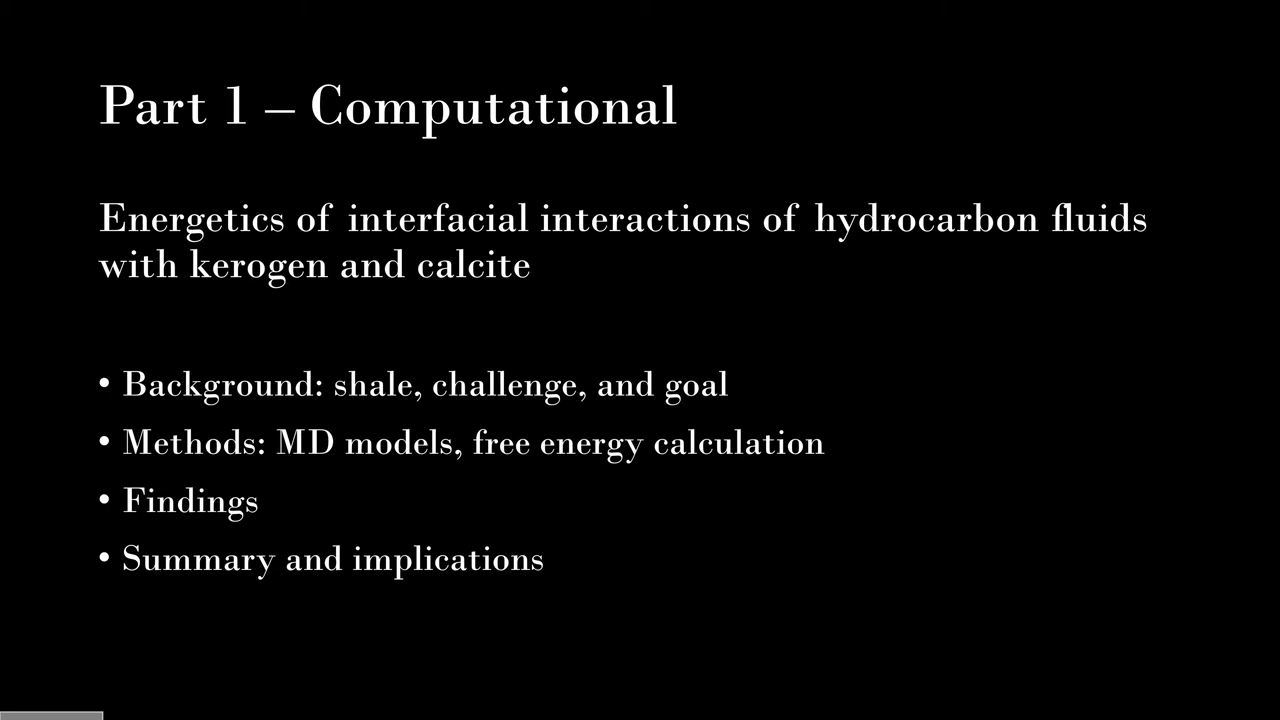 Part 1 – Computational
Energetics of interfacial interactions of hydrocarbon fluids
with kerogen and calcite
• Background: shale, challenge, and goal
• Methods: MD models, free energy calculation
• Findings
• Summary and implications